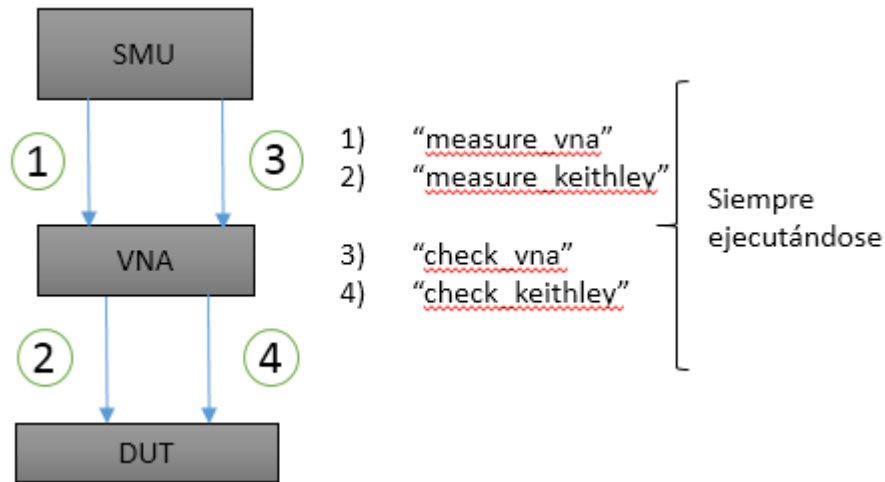 SMU
1
3
1) “measure_vna”
2) “measure_keithley”
3) “check_vna”
4) “check_keithley”
Siempre
ejecutándose
VNA
2
4
DUT